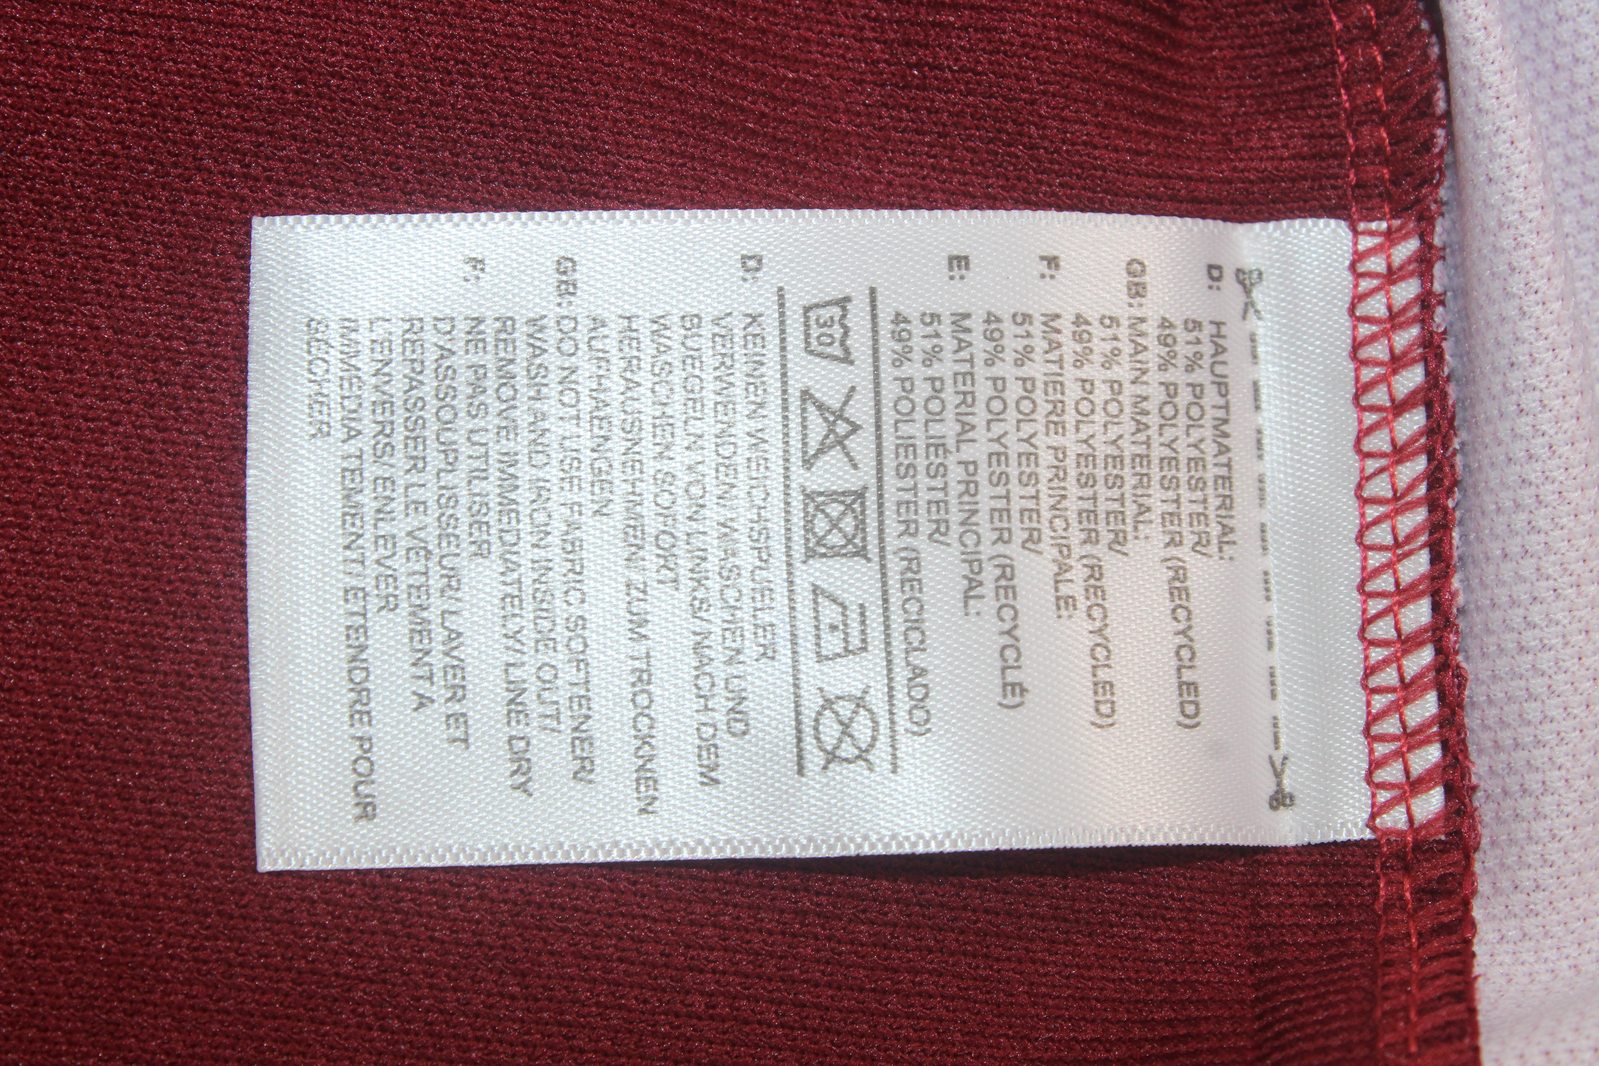 D: HAUPTMATERIAL:
51% POLYESTER/
49% POLYESTER (RECYCLED)
GB: MAIN MATERIAL:
51% POLYESTER/
49% POLYESTER (RECYCLED)
F: MATIERE PRINCIPALE:
51% POLYESTER/
49% POLYESTER (RECYCLÉ)
E: MATERIAL PRINCIPAL:
51% POLIÉSTER/
49% POLIESTER (RECICLADO)
30
D: KEINEN WEICHSPUELER
VERWENDEN/ WASCHEN UND
BUEGELN VON LINKS/ NACH DEM
WASCHEN SOFORT
HERAUSNEHMEN/ ZUM TROCKNEN
AUFHAENGEN
GB: DO NOT USE FABRIC SOFTENER/
WASH AND IRON INSIDE OUT/
REMOVE IMMEDIATELY/ LINE DRY
F: NE PAS UTILISER
D'ASSOUPLISSEUR/ LAVER ET
REPASSER LE VÊTEMENT A
L'ENVERS/ ENLEVER
IMMÉDIA TEMENT/ ETENDRE POUR
SÉCHER